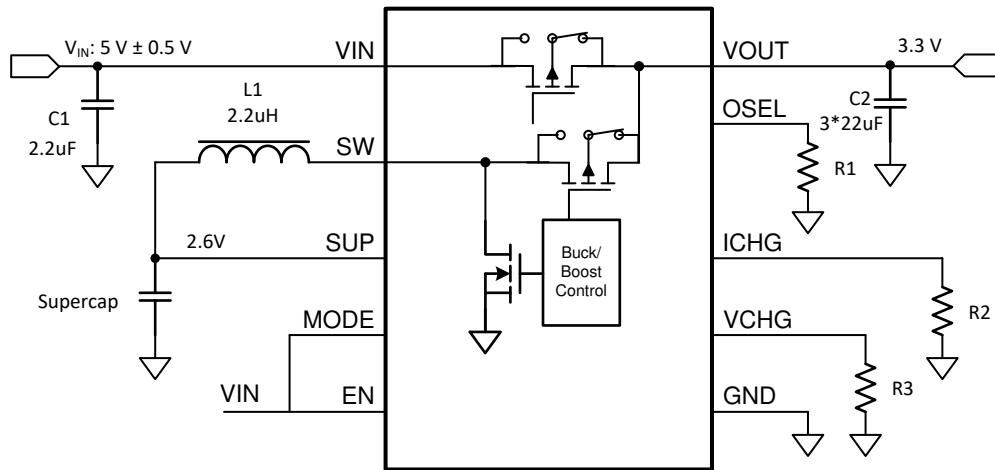 V_IN: 5 V ± 0.5 V
VIN
VOUT
3.3 V
C1
2.2uF
L1
2.2uH
OSEL
C2
3*22uF
SW
R1
2.6V
SUP
Supercap
Buck/
Boost
Control
ICHG
R2
MODE
VCHG
R3
VIN
EN
GND